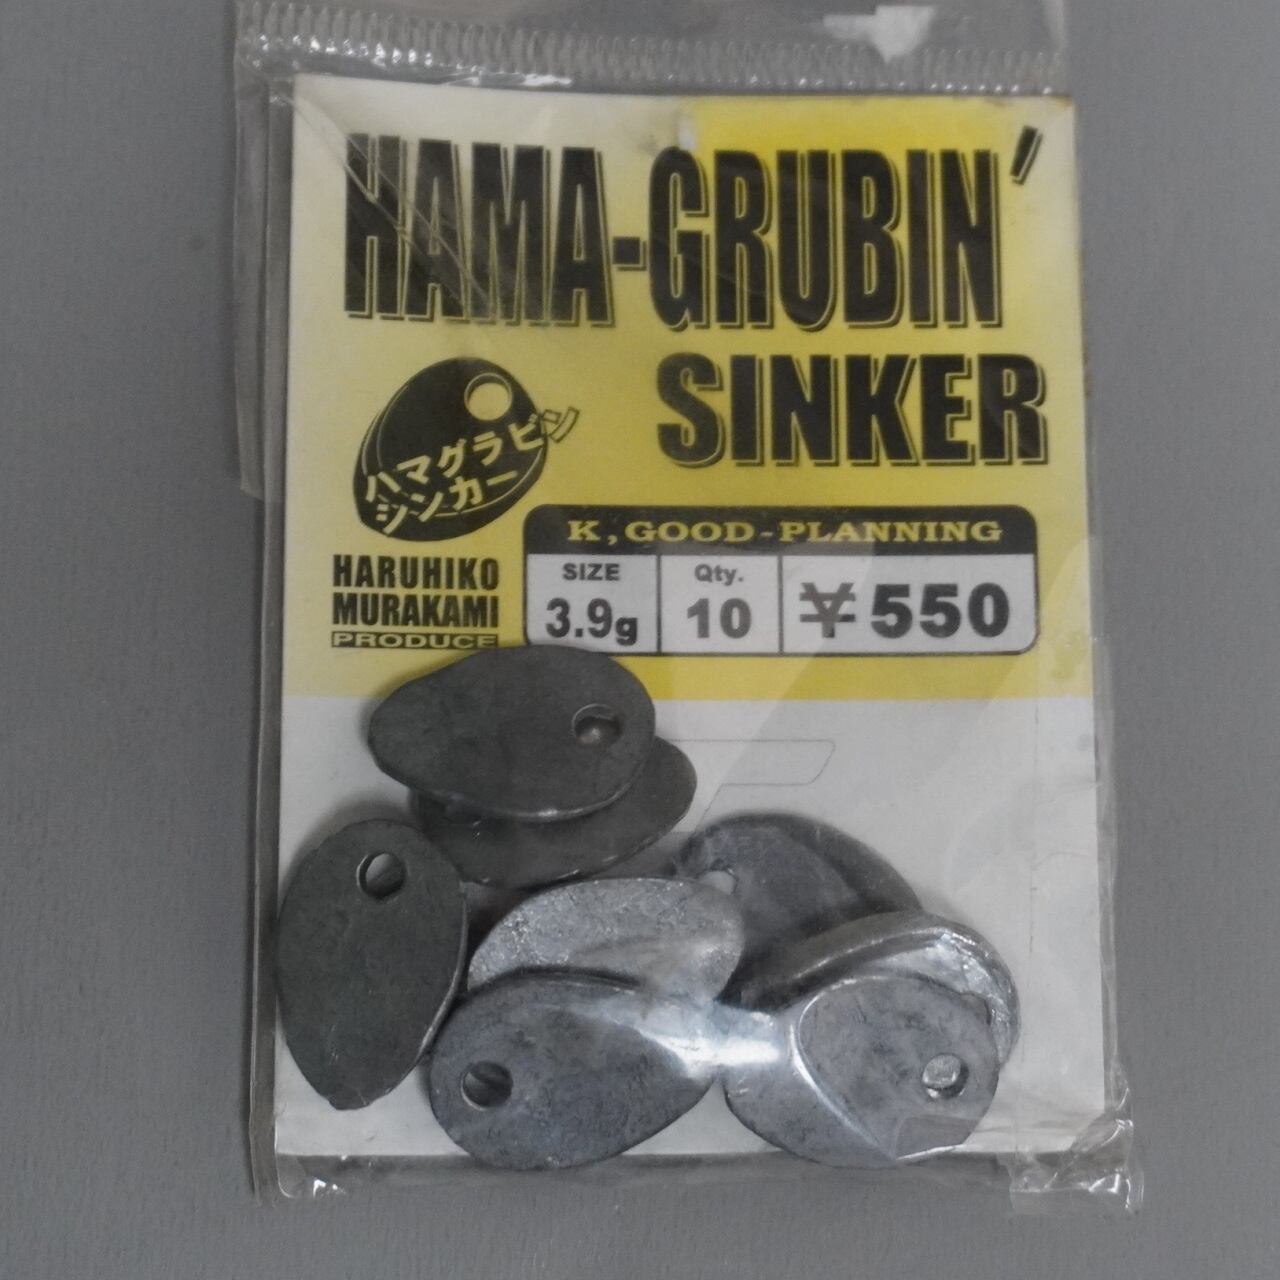 HAMA-GRUBIN'
SINKER
ハマグラビン
シンカー
HARUHIKO
MURAKAMI
PRODUCE
K,GOOD-PLANNING
SIZE
3.9g
Qty.
10
¥550